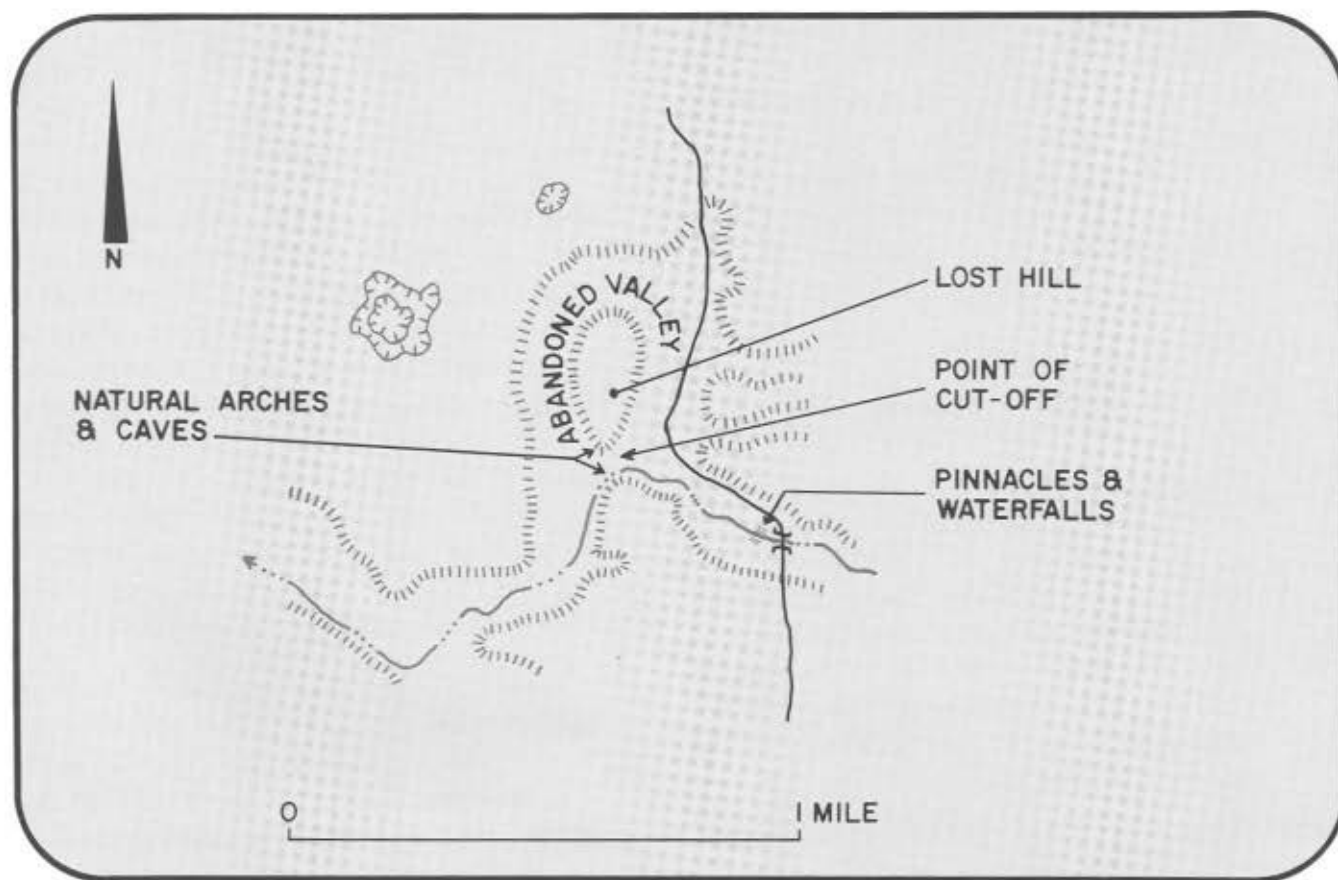 N
ABANDONED VALLEY
LOST HILL
POINT OF
CUT-OFF
NATURAL ARCHES
& CAVES
PINNACLES &
WATERFALLS
0
1 MILE